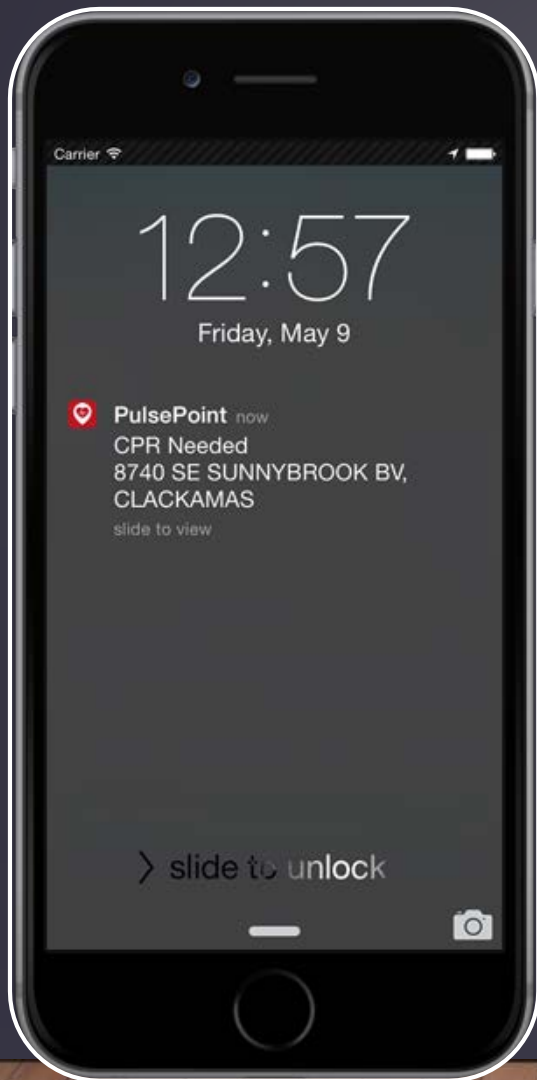 Carrier
12:57
Friday, May 9
PulsePoint now
CPR Needed
8740 SE SUNNYBROOK BV,
CLACKAMAS
slide to view
slide to unlock